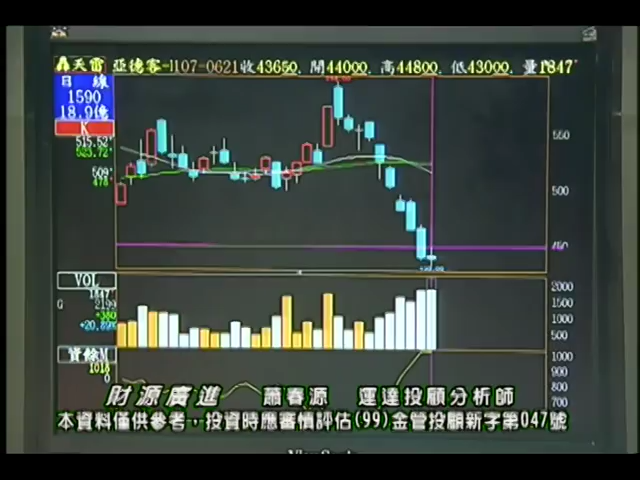 天雷 亞德客-1107-0621收43650. 開44000. 高44800. 低43000. 量1847
日 線
1590
18.9億
K
515.52
523.72
509
478
550
500
450
VOL
1847
G 2199
+380
+20.89%
2000
1500
1000
500
資餘M
1018
0
1000
900
800
700
財源廣進 蕭春源 運達投顧分析師
本資料僅供參考，投資時應審慎評估(99)金管投顧新字第047號